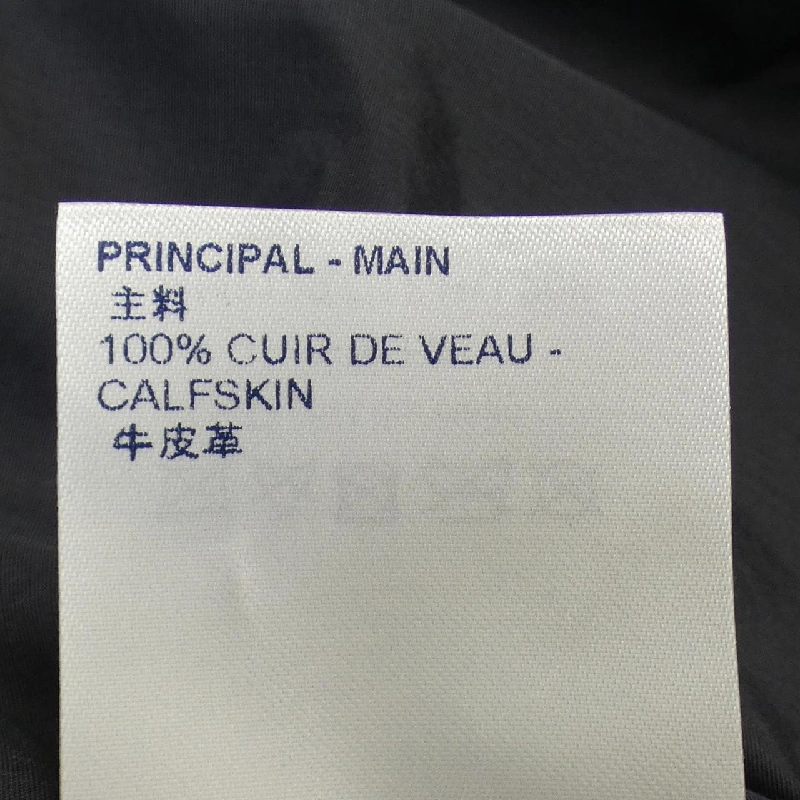 PRINCIPAL - MAIN
主料
100% CUIR DE VEAU -
CALFSKIN
牛皮革